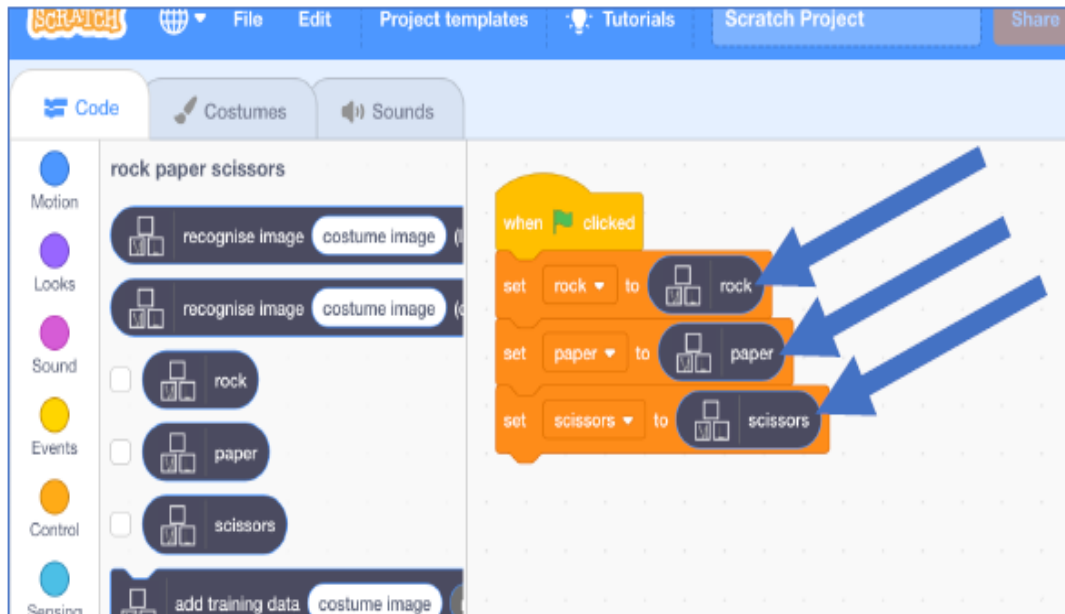 SCRATCH File Edit Project templates Tutorials Scratch Project Share
Code Costumes Sounds
Motion
Looks
Sound
Events
Control
Sensing
rock paper scissors
recognise image costume image
recognise image costume image
rock
paper
scissors
add training data costume image
when clicked
set rock to rock
set paper to paper
set scissors to scissors